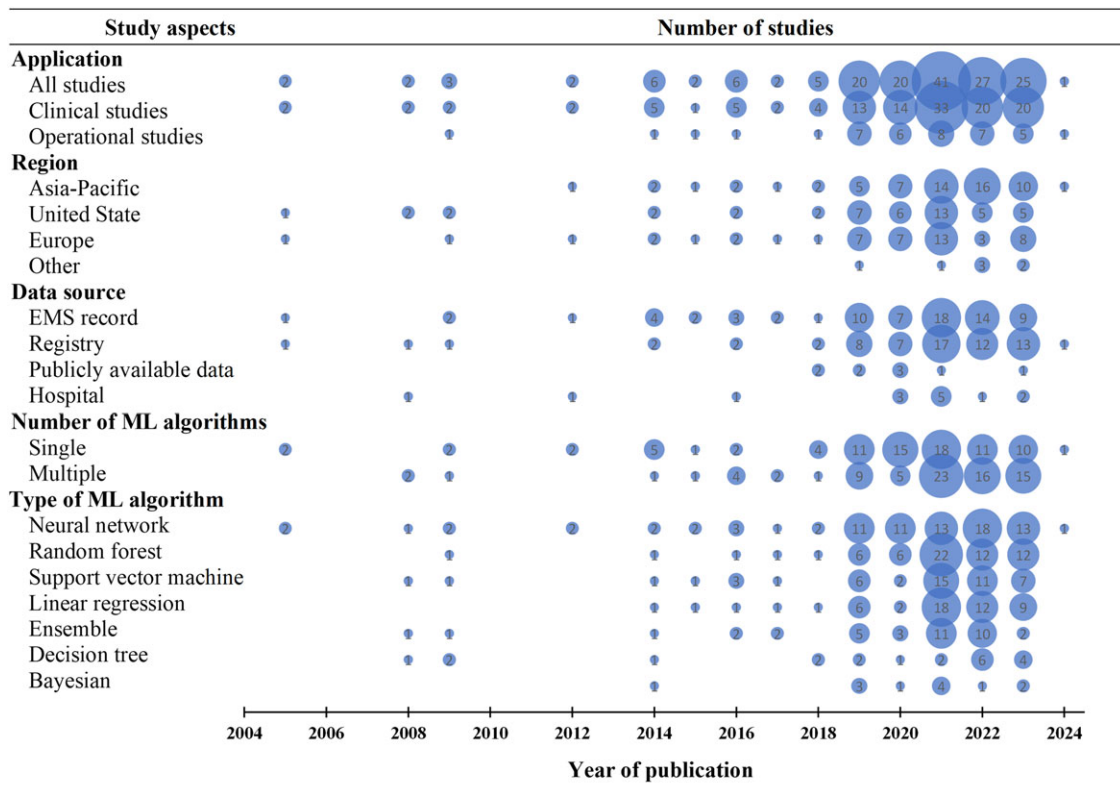 Study aspects Number of studies
Application
All studies 2 2 3 2 6 2 6 2 5 20 20 41 27 25 1
Clinical studies 2 2 2 2 5 1 5 2 4 13 14 33 20 20
Operational studies 1 1 1 1 1 7 6 8 7 5 1
Region
Asia-Pacific 1 2 1 2 1 2 5 7 14 16 10 1
United State 1 2 2 2 2 2 7 6 13 5 5
Europe 1 1 1 2 1 2 1 1 7 7 13 3 8
Other 1 1 3 2
Data source
EMS record 1 2 1 4 2 3 2 1 10 7 18 14 9
Registry 1 1 1 2 2 2 8 7 17 12 13 1
Publicly available data 2 2 3 1 1
Hospital 1 1 1 3 5 1 2
Number of ML algorithms
Single 2 2 2 5 1 2 4 11 15 18 11 10 1
Multiple 2 1 1 1 4 2 1 9 5 23 16 15
Type of ML algorithm
Neural network 2 1 2 2 2 2 3 1 2 11 11 13 18 13 1
Random forest 1 1 1 1 1 6 6 22 12 12
Support vector machine 1 1 1 1 3 1 6 2 15 11 7
Linear regression 1 1 1 1 1 6 2 18 12 9
Ensemble 1 1 1 2 2 5 3 11 10 2
Decision tree 1 2 1 2 2 1 2 6 4
Bayesian 1 3 1 4 1 2
2004 2006 2008 2010 2012 2014 2016 2018 2020 2022 2024
Year of publication